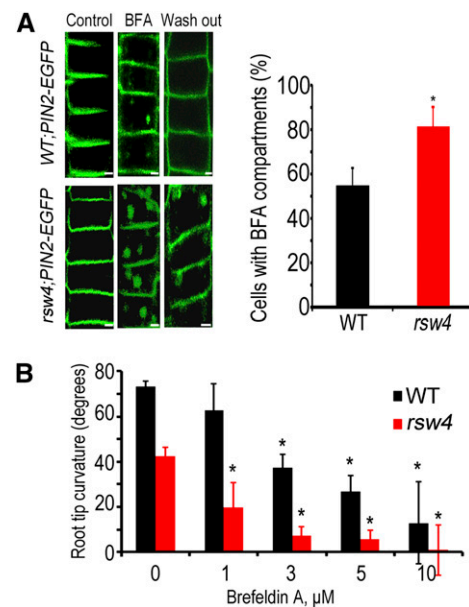 A
Control BFA Wash out
WT;PIN2-EGFP
rsw4;PIN2-EGFP
Cells with BFA compartments (%)
100
80
60
40
20
0
*
WT rsw4
B
Root tip curvature (degrees)
80
60
40
20
0
WT
rsw4
* * * * * * *
0 1 3 5 10
Brefeldin A, µM